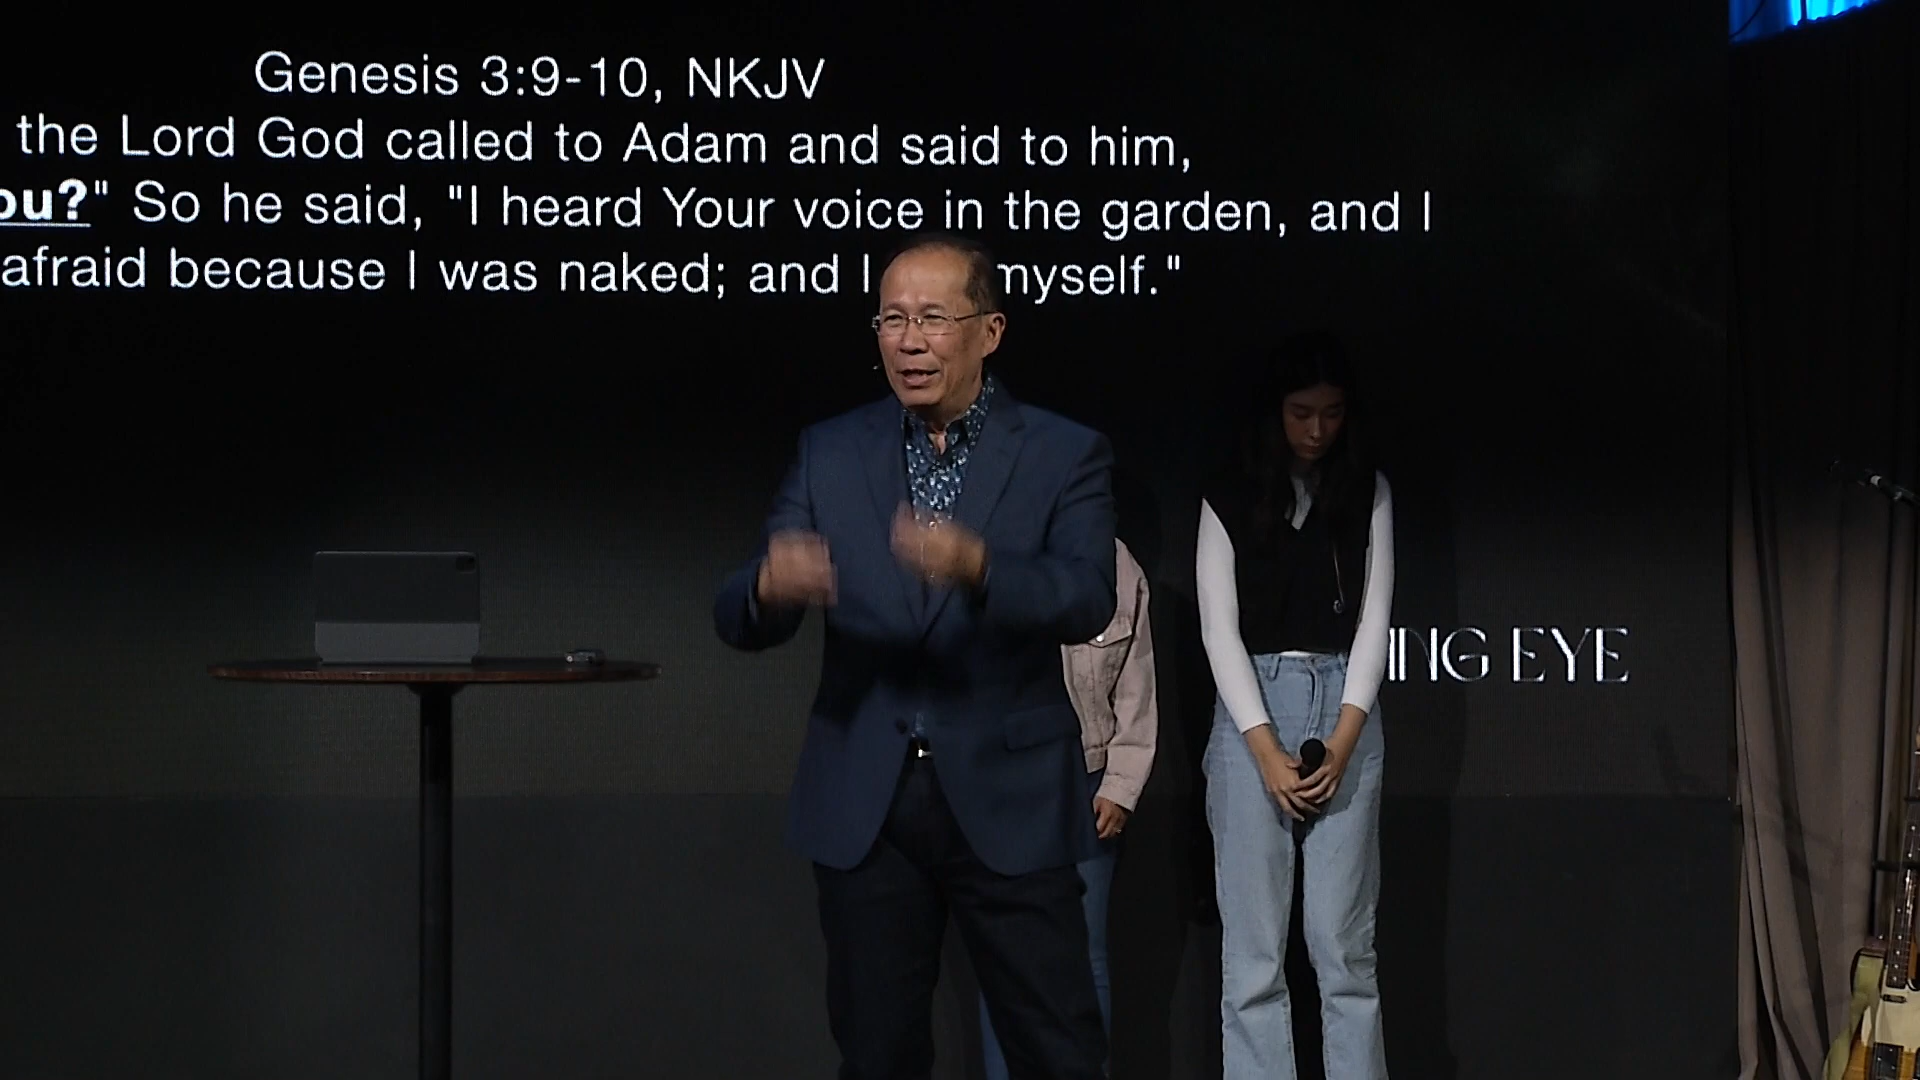 Genesis 3:9-10, NKJV
the Lord God called to Adam and said to him,
ou?" So he said, "I heard Your voice in the garden, and I
afraid because I was naked; and I myself."
ING EYE